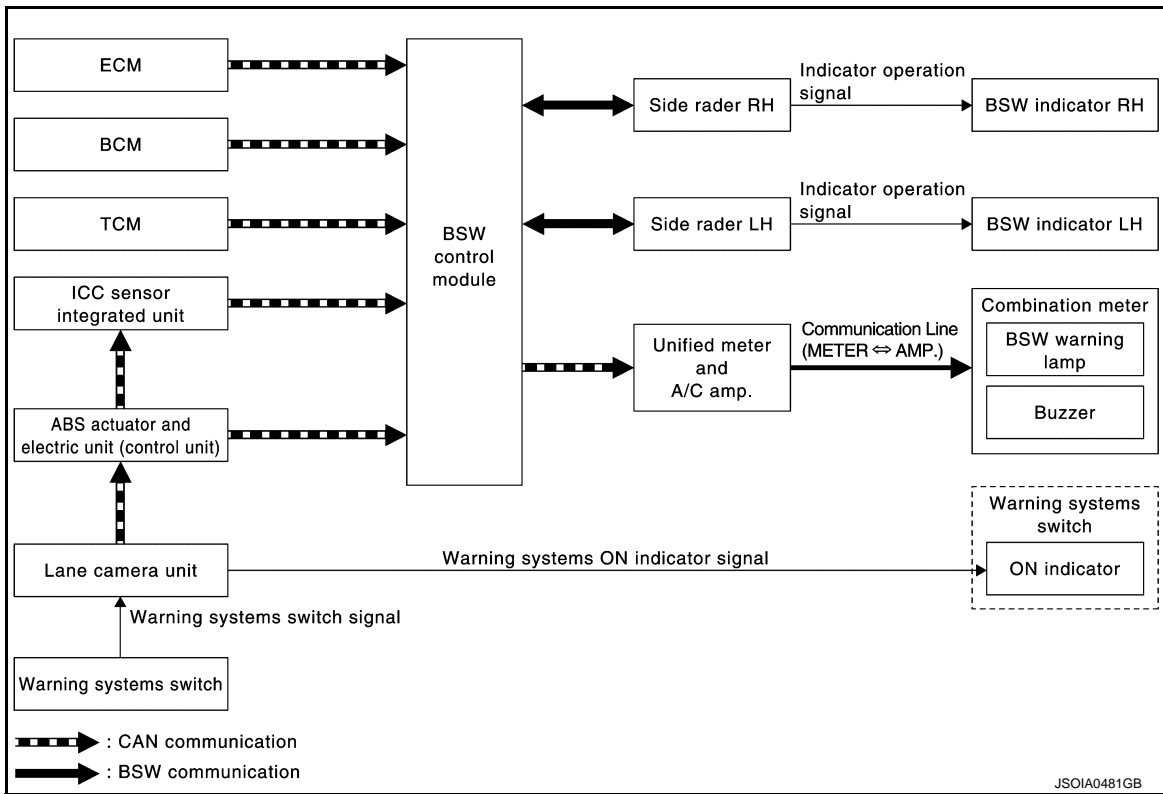 ECM
BCM
TCM
ICC sensor
integrated unit
ABS actuator and
electric unit (control unit)
Lane camera unit
Warning systems switch signal
Warning systems switch
BSW
control
module
Side rader RH
Indicator operation
signal
BSW indicator RH
Side rader LH
Indicator operation
signal
BSW indicator LH
Unified meter
and
A/C amp.
Communication Line
(METER ⇔ AMP.)
Combination meter
BSW warning
lamp
Buzzer
Warning systems ON indicator signal
Warning systems
switch
ON indicator
: CAN communication
: BSW communication
JSOIA0481GB